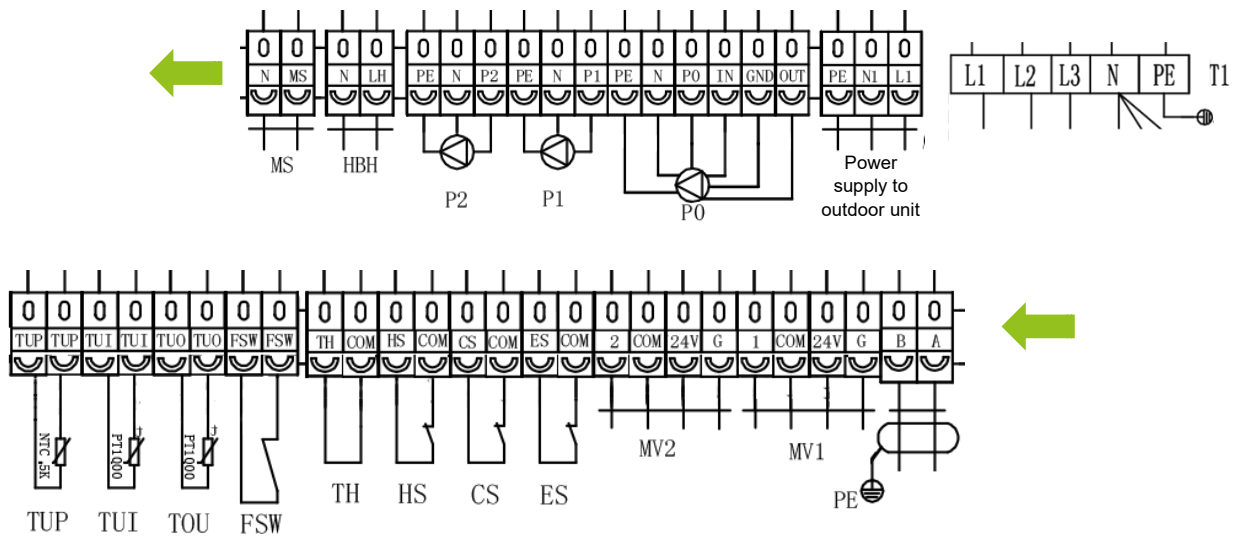 0 0 0 0 0 0 0 0 0 0 0 0 0 0 0 0 0
N MS N LH PE N P2 PE N P1 PE N P0 IN GND OUT PE N1 L1
L1 L2 L3 N PE T1
MS HBH P2 P1 P0
Power
supply to
outdoor unit
0 0 0 0 0 0 0 0 0 0 0 0 0 0 0 0 0 0 0 0 0 0 0 0 0 0
TUP TUP TUI TUI TUO TUO FSW FSW TH COM HS COM CS COM ES COM 2 COM 24V G 1 COM 24V G B A
NTC .5K
PT1000
t
PT1000
t
MV2 MV1
TH HS CS ES
PE
TUP TUI TOU FSW